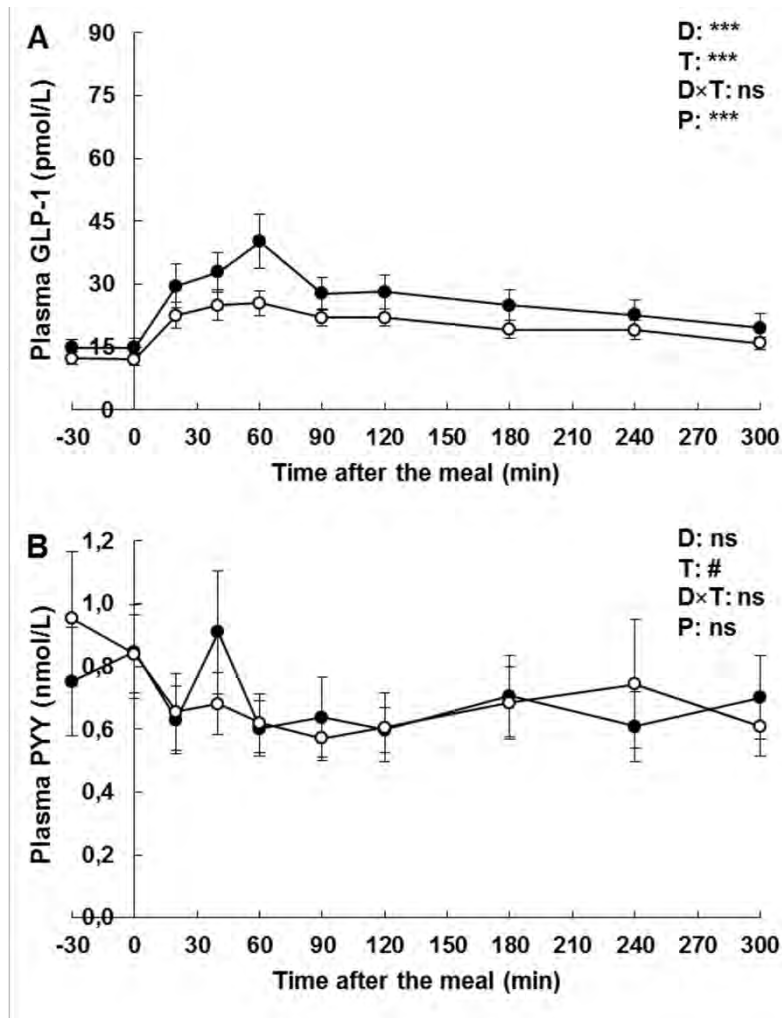 A
90
75
60
45
30
15
0
Plasma GLP-1 (pmol/L)
D: ***
T: ***
D×T: ns
P: ***
-30 0 30 60 90 120 150 180 210 240 270 300
Time after the meal (min)
B
1,2
1,0
0,8
0,6
0,4
0,2
0,0
Plasma PYY (nmol/L)
D: ns
T: #
D×T: ns
P: ns
-30 0 30 60 90 120 150 180 210 240 270 300
Time after the meal (min)